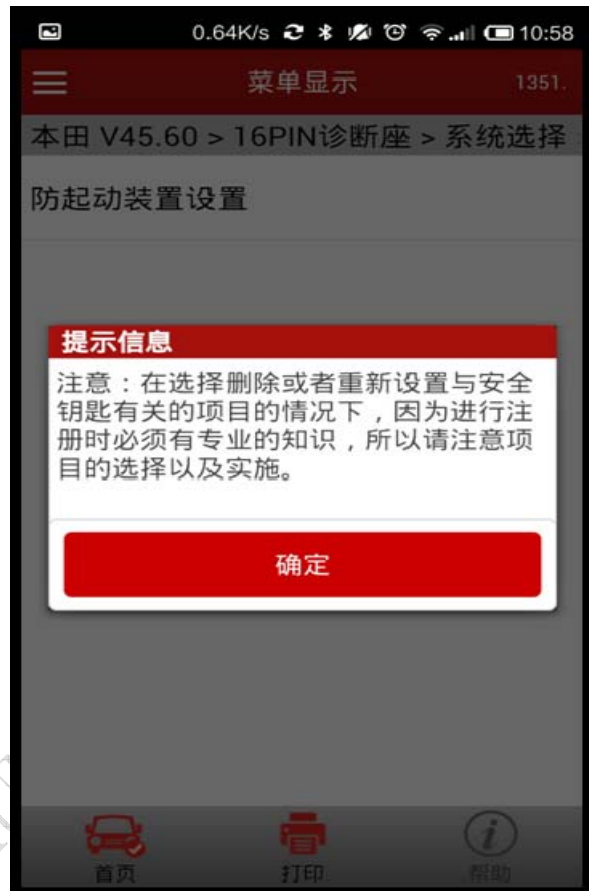 0.64K/s 10:58
菜单显示 1351.
本田 V45.60 > 16PIN诊断座 > 系统选择
防起动装置设置
提示信息
注意：在选择删除或者重新设置与安全
钥匙有关的项目的情况下，因为进行注
册时必须有专业的知识，所以请注意项
目的选择以及实施。
确定
首页 打印 帮助